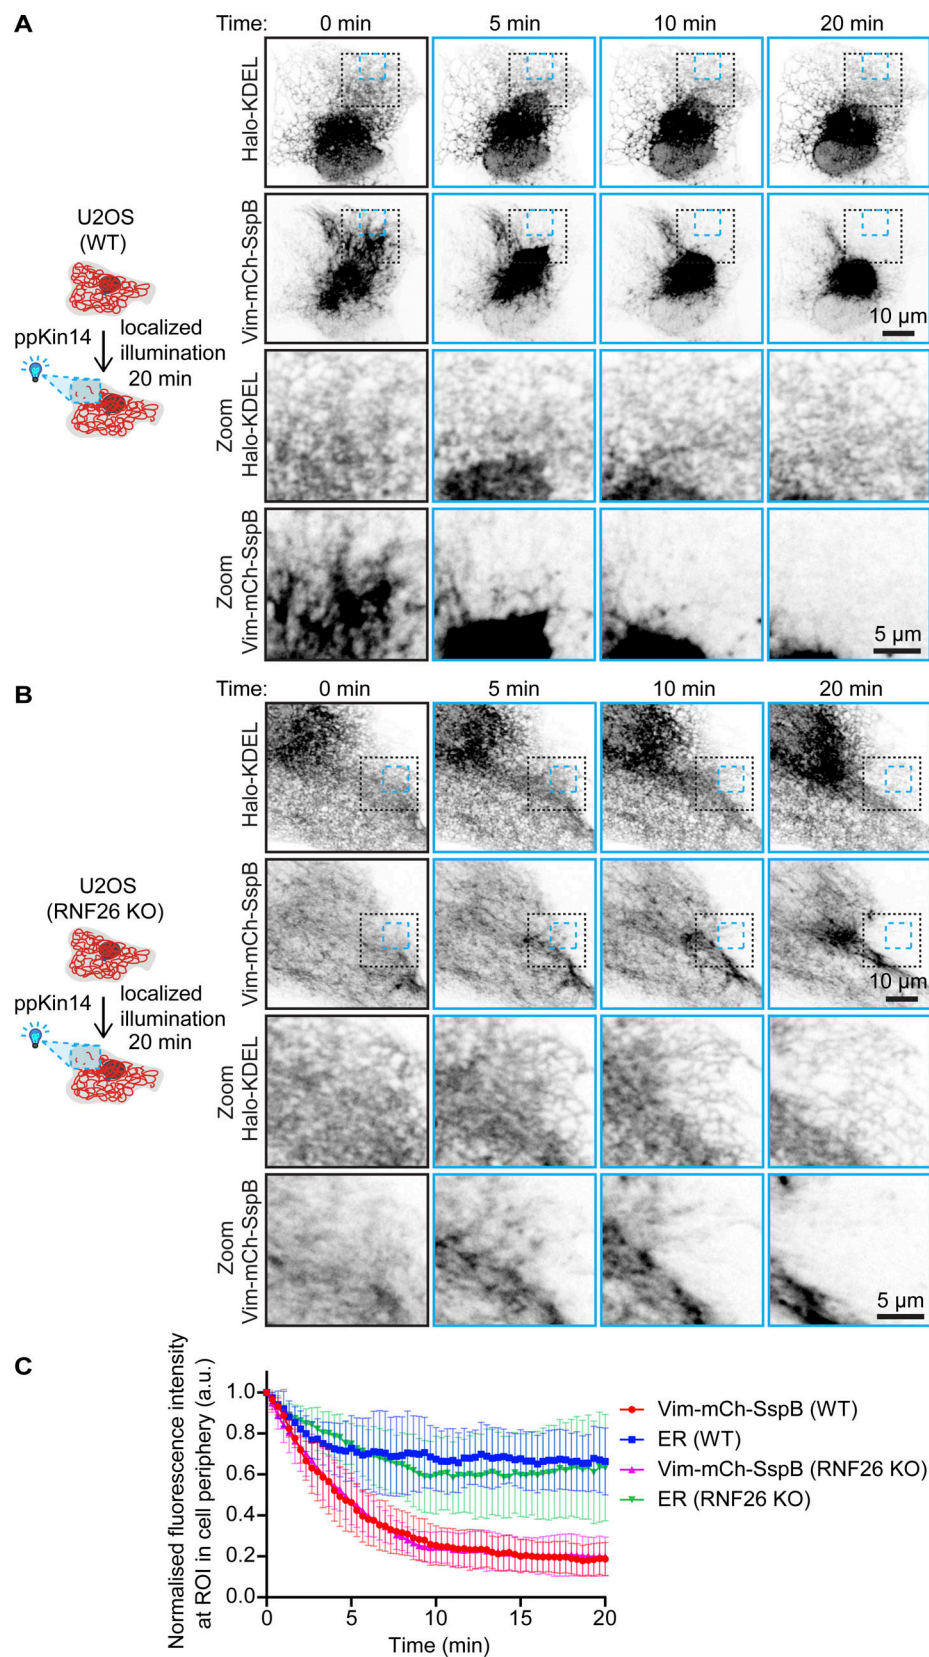 A
Time: 0 min 5 min 10 min 20 min
Halo-KDEL
Vim-mCh-SspB
10 µm
Zoom
Halo-KDEL
Zoom
Vim-mCh-SspB
5 µm
U2OS
(WT)
ppKin14
localized
illumination
20 min
B
Time: 0 min 5 min 10 min 20 min
Halo-KDEL
Vim-mCh-SspB
10 µm
Zoom
Halo-KDEL
Zoom
Vim-mCh-SspB
5 µm
U2OS
(RNF26 KO)
ppKin14
localized
illumination
20 min
C
Normalised fluorescence intensity
at ROI in cell periphery (a.u.)
1.0
0.8
0.6
0.4
0.2
0.0
0 5 10 15 20
Time (min)
Vim-mCh-SspB (WT)
ER (WT)
Vim-mCh-SspB (RNF26 KO)
ER (RNF26 KO)